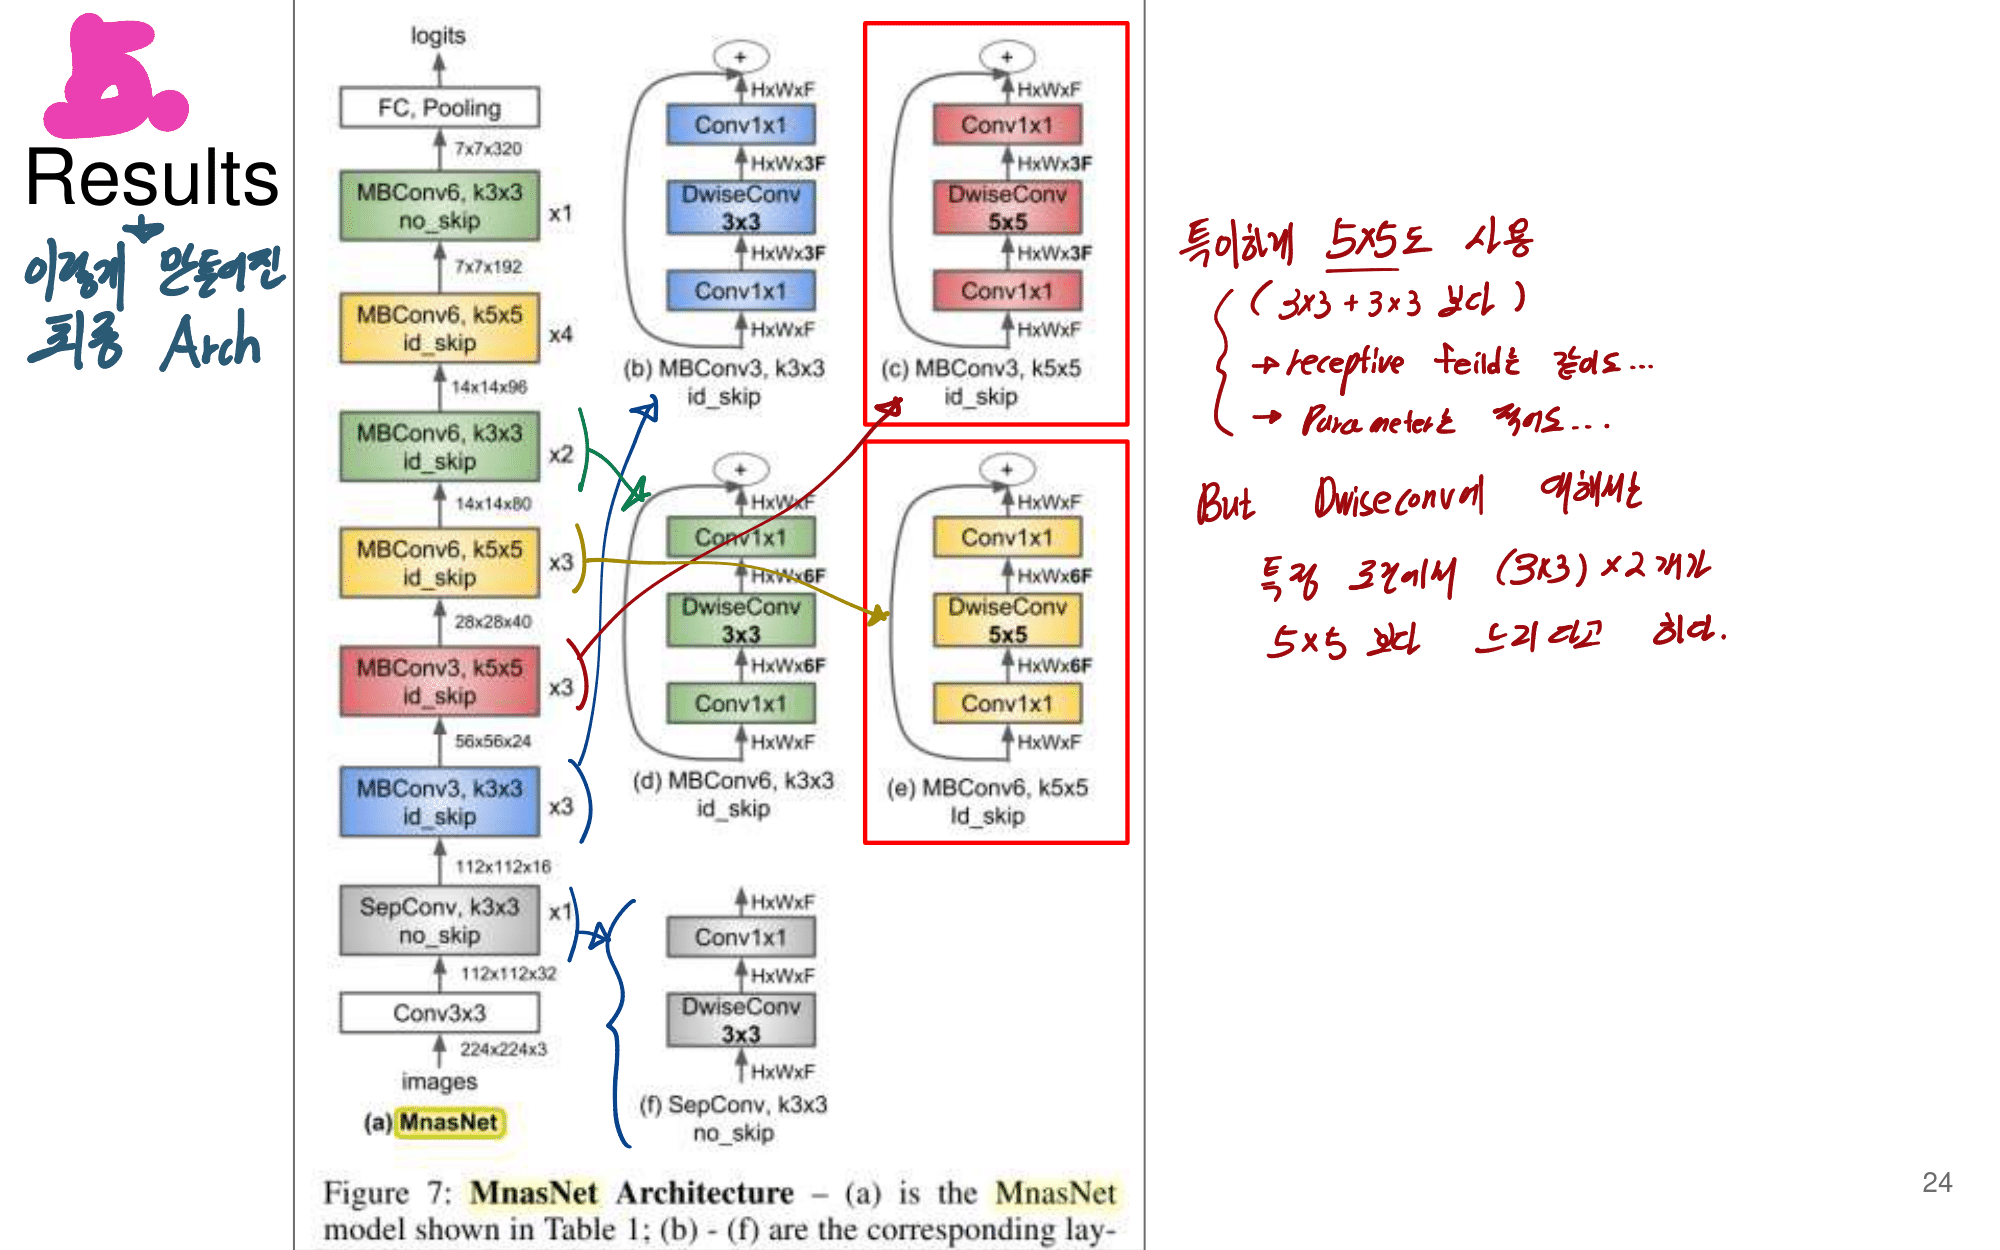 5.
Results
이렇게 만들어진
최종 Arch
logits
FC, Pooling
7x7x320
MBConv6, k3x3
no_skip
x1
7x7x192
MBConv6, k5x5
id_skip
x4
14x14x96
MBConv6, k3x3
id_skip
x2
14x14x80
MBConv6, k5x5
id_skip
x3
28x28x40
MBConv3, k5x5
id_skip
x3
56x56x24
MBConv3, k3x3
id_skip
x3
112x112x16
SepConv, k3x3
no_skip
x1
112x112x32
Conv3x3
224x224x3
images
(a) MnasNet
+
HxWxF
Conv1x1
HxWx3F
DwiseConv
3x3
HxWx3F
Conv1x1
HxWxF
(b) MBConv3, k3x3
id_skip
+
HxWxF
Conv1x1
HxWx3F
DwiseConv
5x5
HxWx3F
Conv1x1
HxWxF
(c) MBConv3, k5x5
id_skip
+
HxWxF
Conv1x1
HxWx6F
DwiseConv
3x3
HxWx6F
Conv1x1
HxWxF
(d) MBConv6, k3x3
id_skip
+
HxWxF
Conv1x1
HxWx6F
DwiseConv
5x5
HxWx6F
Conv1x1
HxWxF
(e) MBConv6, k5x5
Id_skip
HxWxF
Conv1x1
HxWxF
DwiseConv
3x3
HxWxF
(f) SepConv, k3x3
no_skip
Figure 7: MnasNet Architecture – (a) is the MnasNet
model shown in Table 1; (b) - (f) are the corresponding lay-
특이하게 5x5도 사용
( 3x3 + 3x3 보다 )
→ receptive feild는 같아도...
→ Parameter는 적어도...
But Dwiseconv에 의해서는
특정 조건에서 (3x3) x 2개가
5x5 보다 느리다고 한다.
24